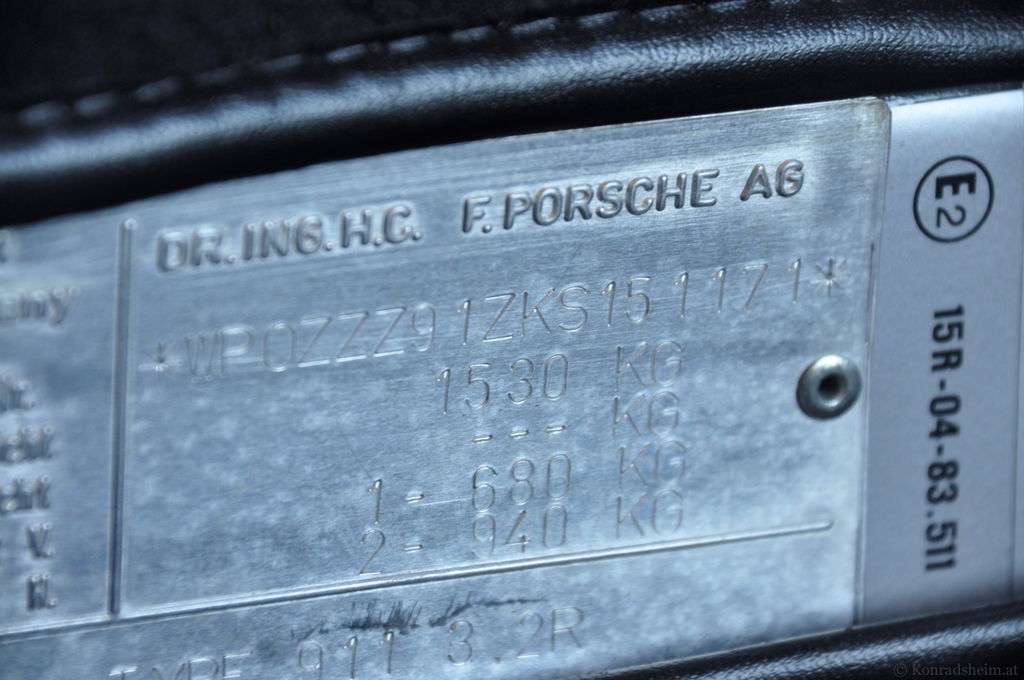 DR.ING.H.C. F.PORSCHE AG
*WP0ZZZ91ZKS151171*
1530 KG
--- KG
1- 680 KG
2- 940 KG
TYPE 911 3.2R
V.
H.
E2
15R-04-83.511
© Konradsheim.at